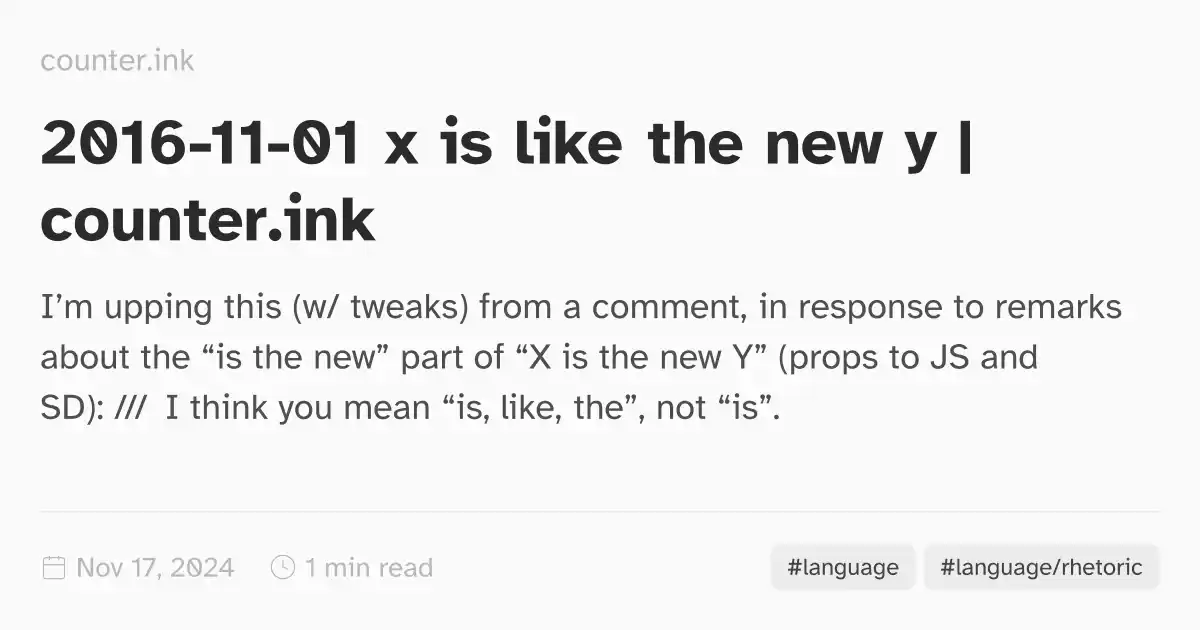 counter.ink
2016-11-01 x is like the new y |
counter.ink
I’m upping this (w/ tweaks) from a comment, in response to remarks
about the “is the new” part of “X is the new Y” (props to JS and
SD): ///  I think you mean “is, like, the”, not “is”.
Nov 17, 2024 1 min read #language #language/rhetoric